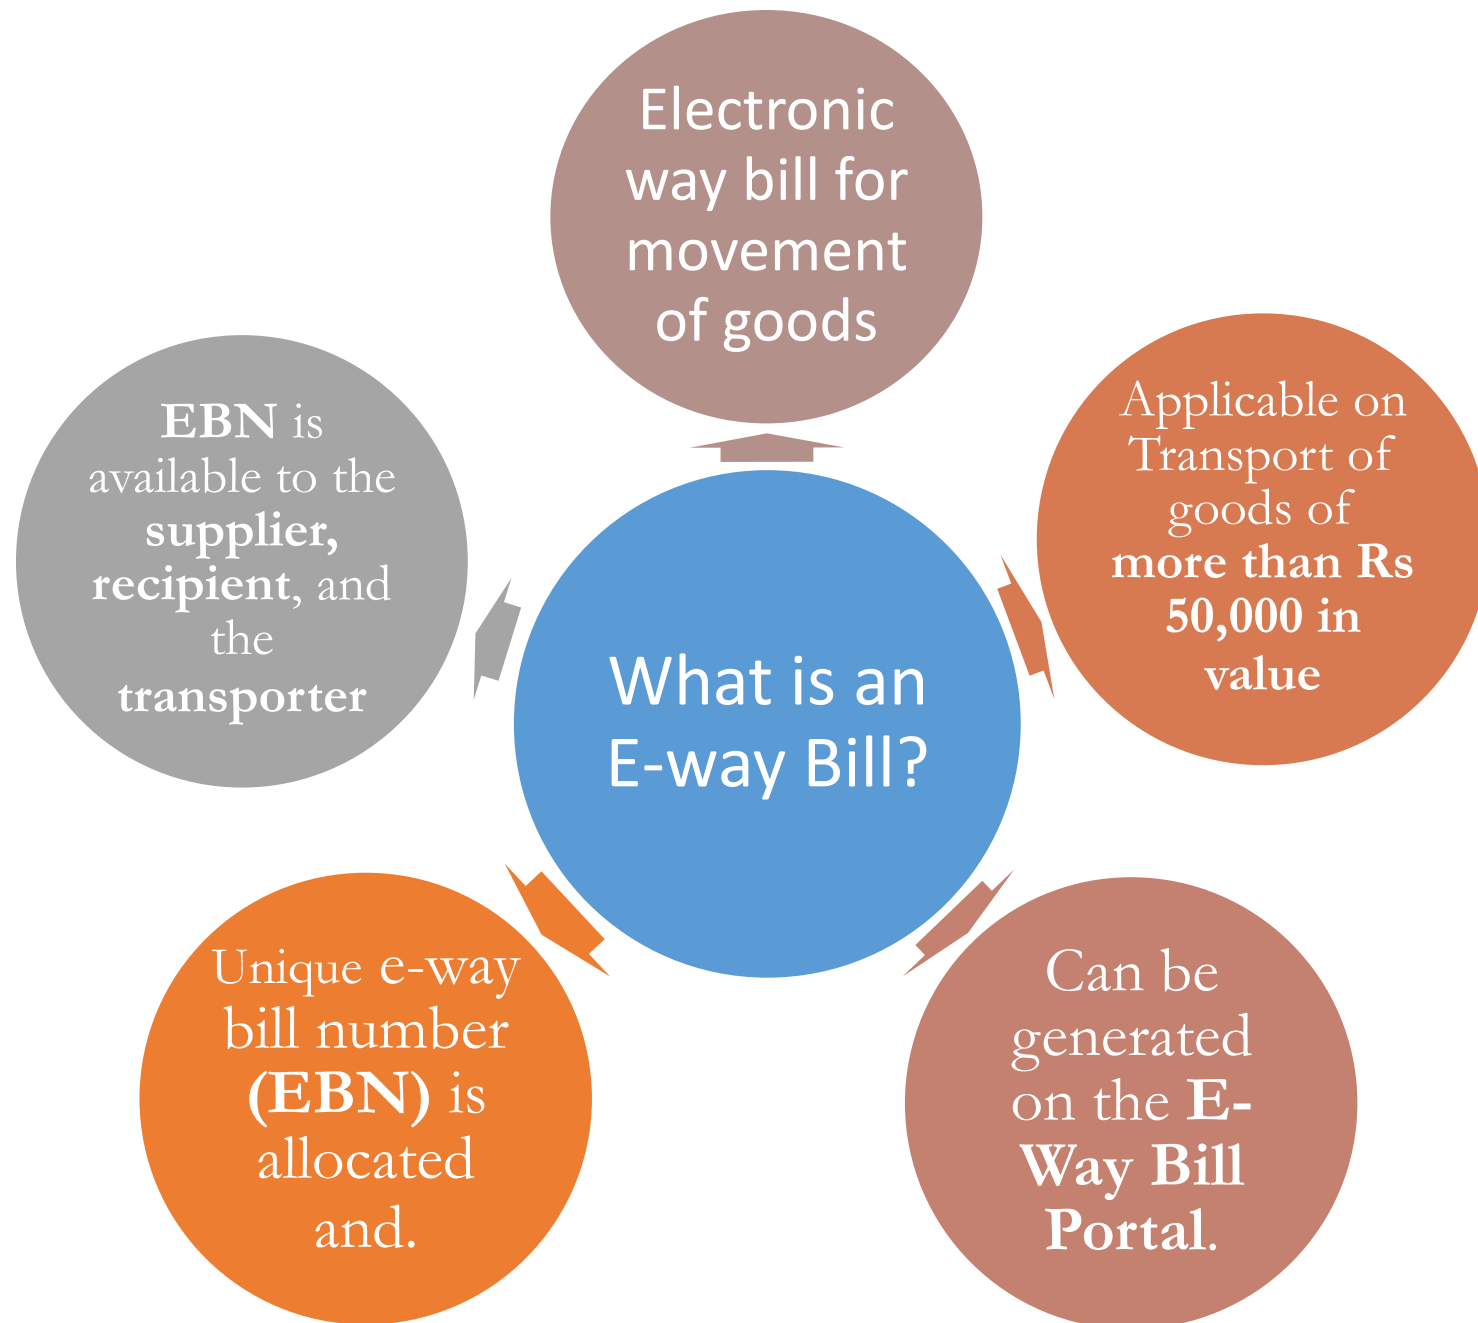 Electronic
way bill for
movement
of goods
Applicable on
Transport of
goods of
more than Rs
50,000 in
value
EBN is
available to the
supplier,
recipient, and
the
transporter
What is an
E-way Bill?
Unique e-way
bill number
(EBN) is
allocated
and.
Can be
generated
on the E-
Way Bill
Portal.